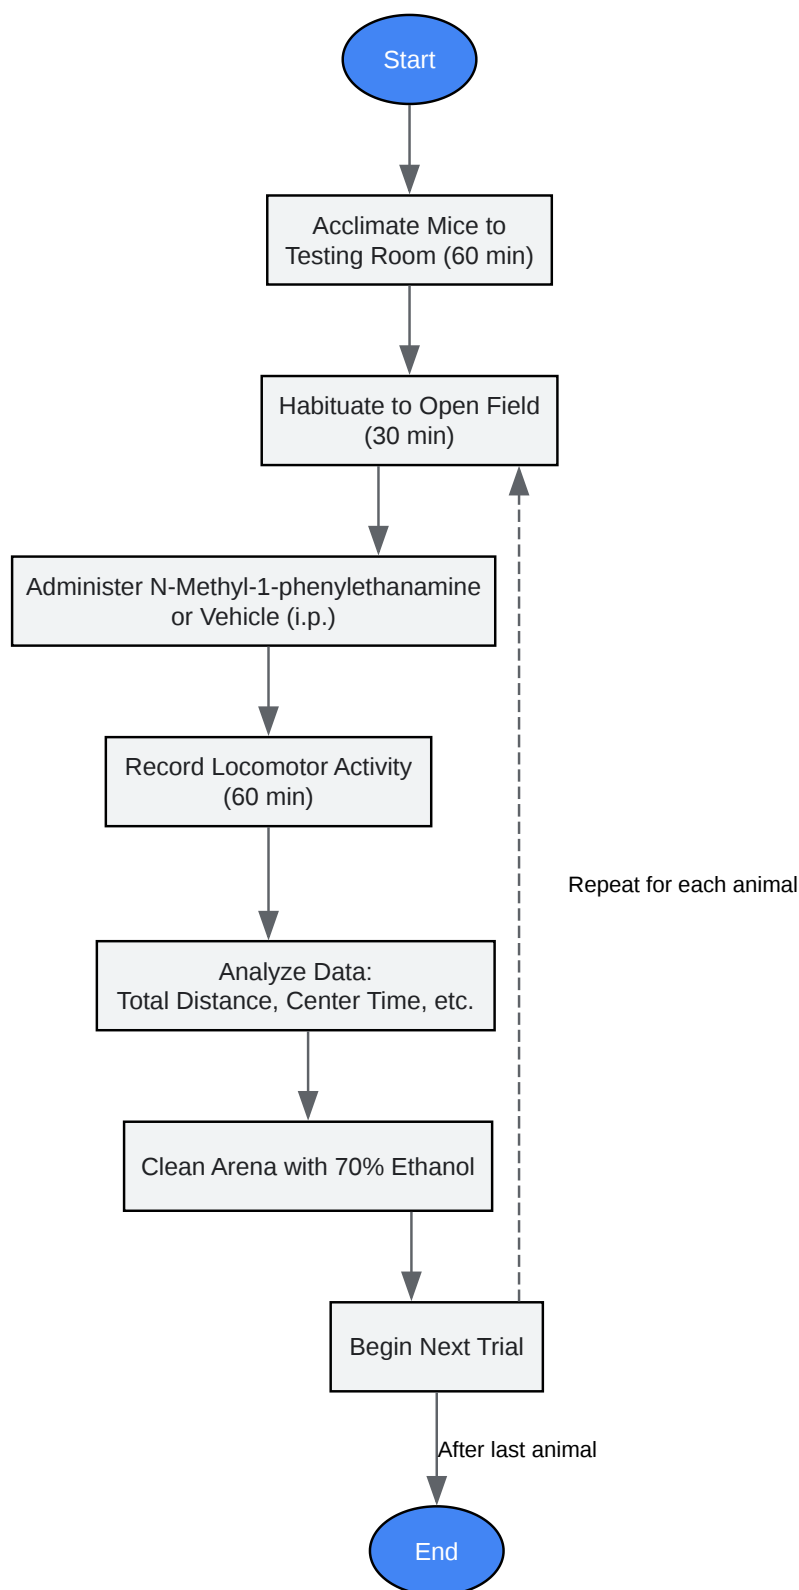 Start
Acclimate Mice to
Testing Room (60 min)
Habituate to Open Field
(30 min)
Administer N-Methyl-1-phenylethanamine
or Vehicle (i.p.)
Record Locomotor Activity
(60 min)
Repeat for each animal
Analyze Data:
Total Distance, Center Time, etc.
Clean Arena with 70% Ethanol
Begin Next Trial
After last animal
End